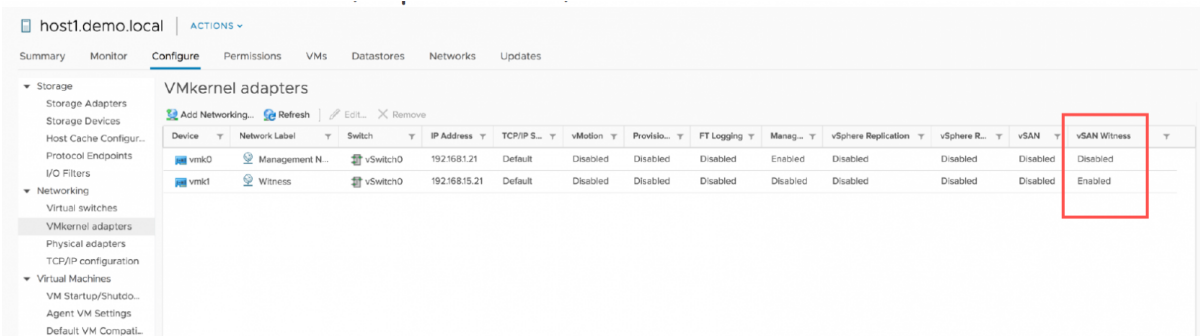 host1.demo.local ACTIONS
Summary Monitor Configure Permissions VMs Datastores Networks Updates
Storage
Storage Adapters
Storage Devices
Host Cache Configur...
Protocol Endpoints
I/O Filters
Networking
Virtual switches
VMkernel adapters
Physical adapters
TCP/IP configuration
Virtual Machines
VM Startup/Shutdo...
Agent VM Settings
Default VM Compati...
VMkernel adapters
Add Networking... Refresh Edit... Remove
Device Network Label Switch IP Address TCP/IP S... vMotion Provisio... FT Logging Manag... vSphere Replication vSphere R... vSAN vSAN Witness
vmk0 Management N... vSwitch0 192.168.1.21 Default Disabled Disabled Disabled Enabled Disabled Disabled Disabled Disabled
vmk1 Witness vSwitch0 192.168.15.21 Default Disabled Disabled Disabled Disabled Disabled Disabled Disabled Enabled